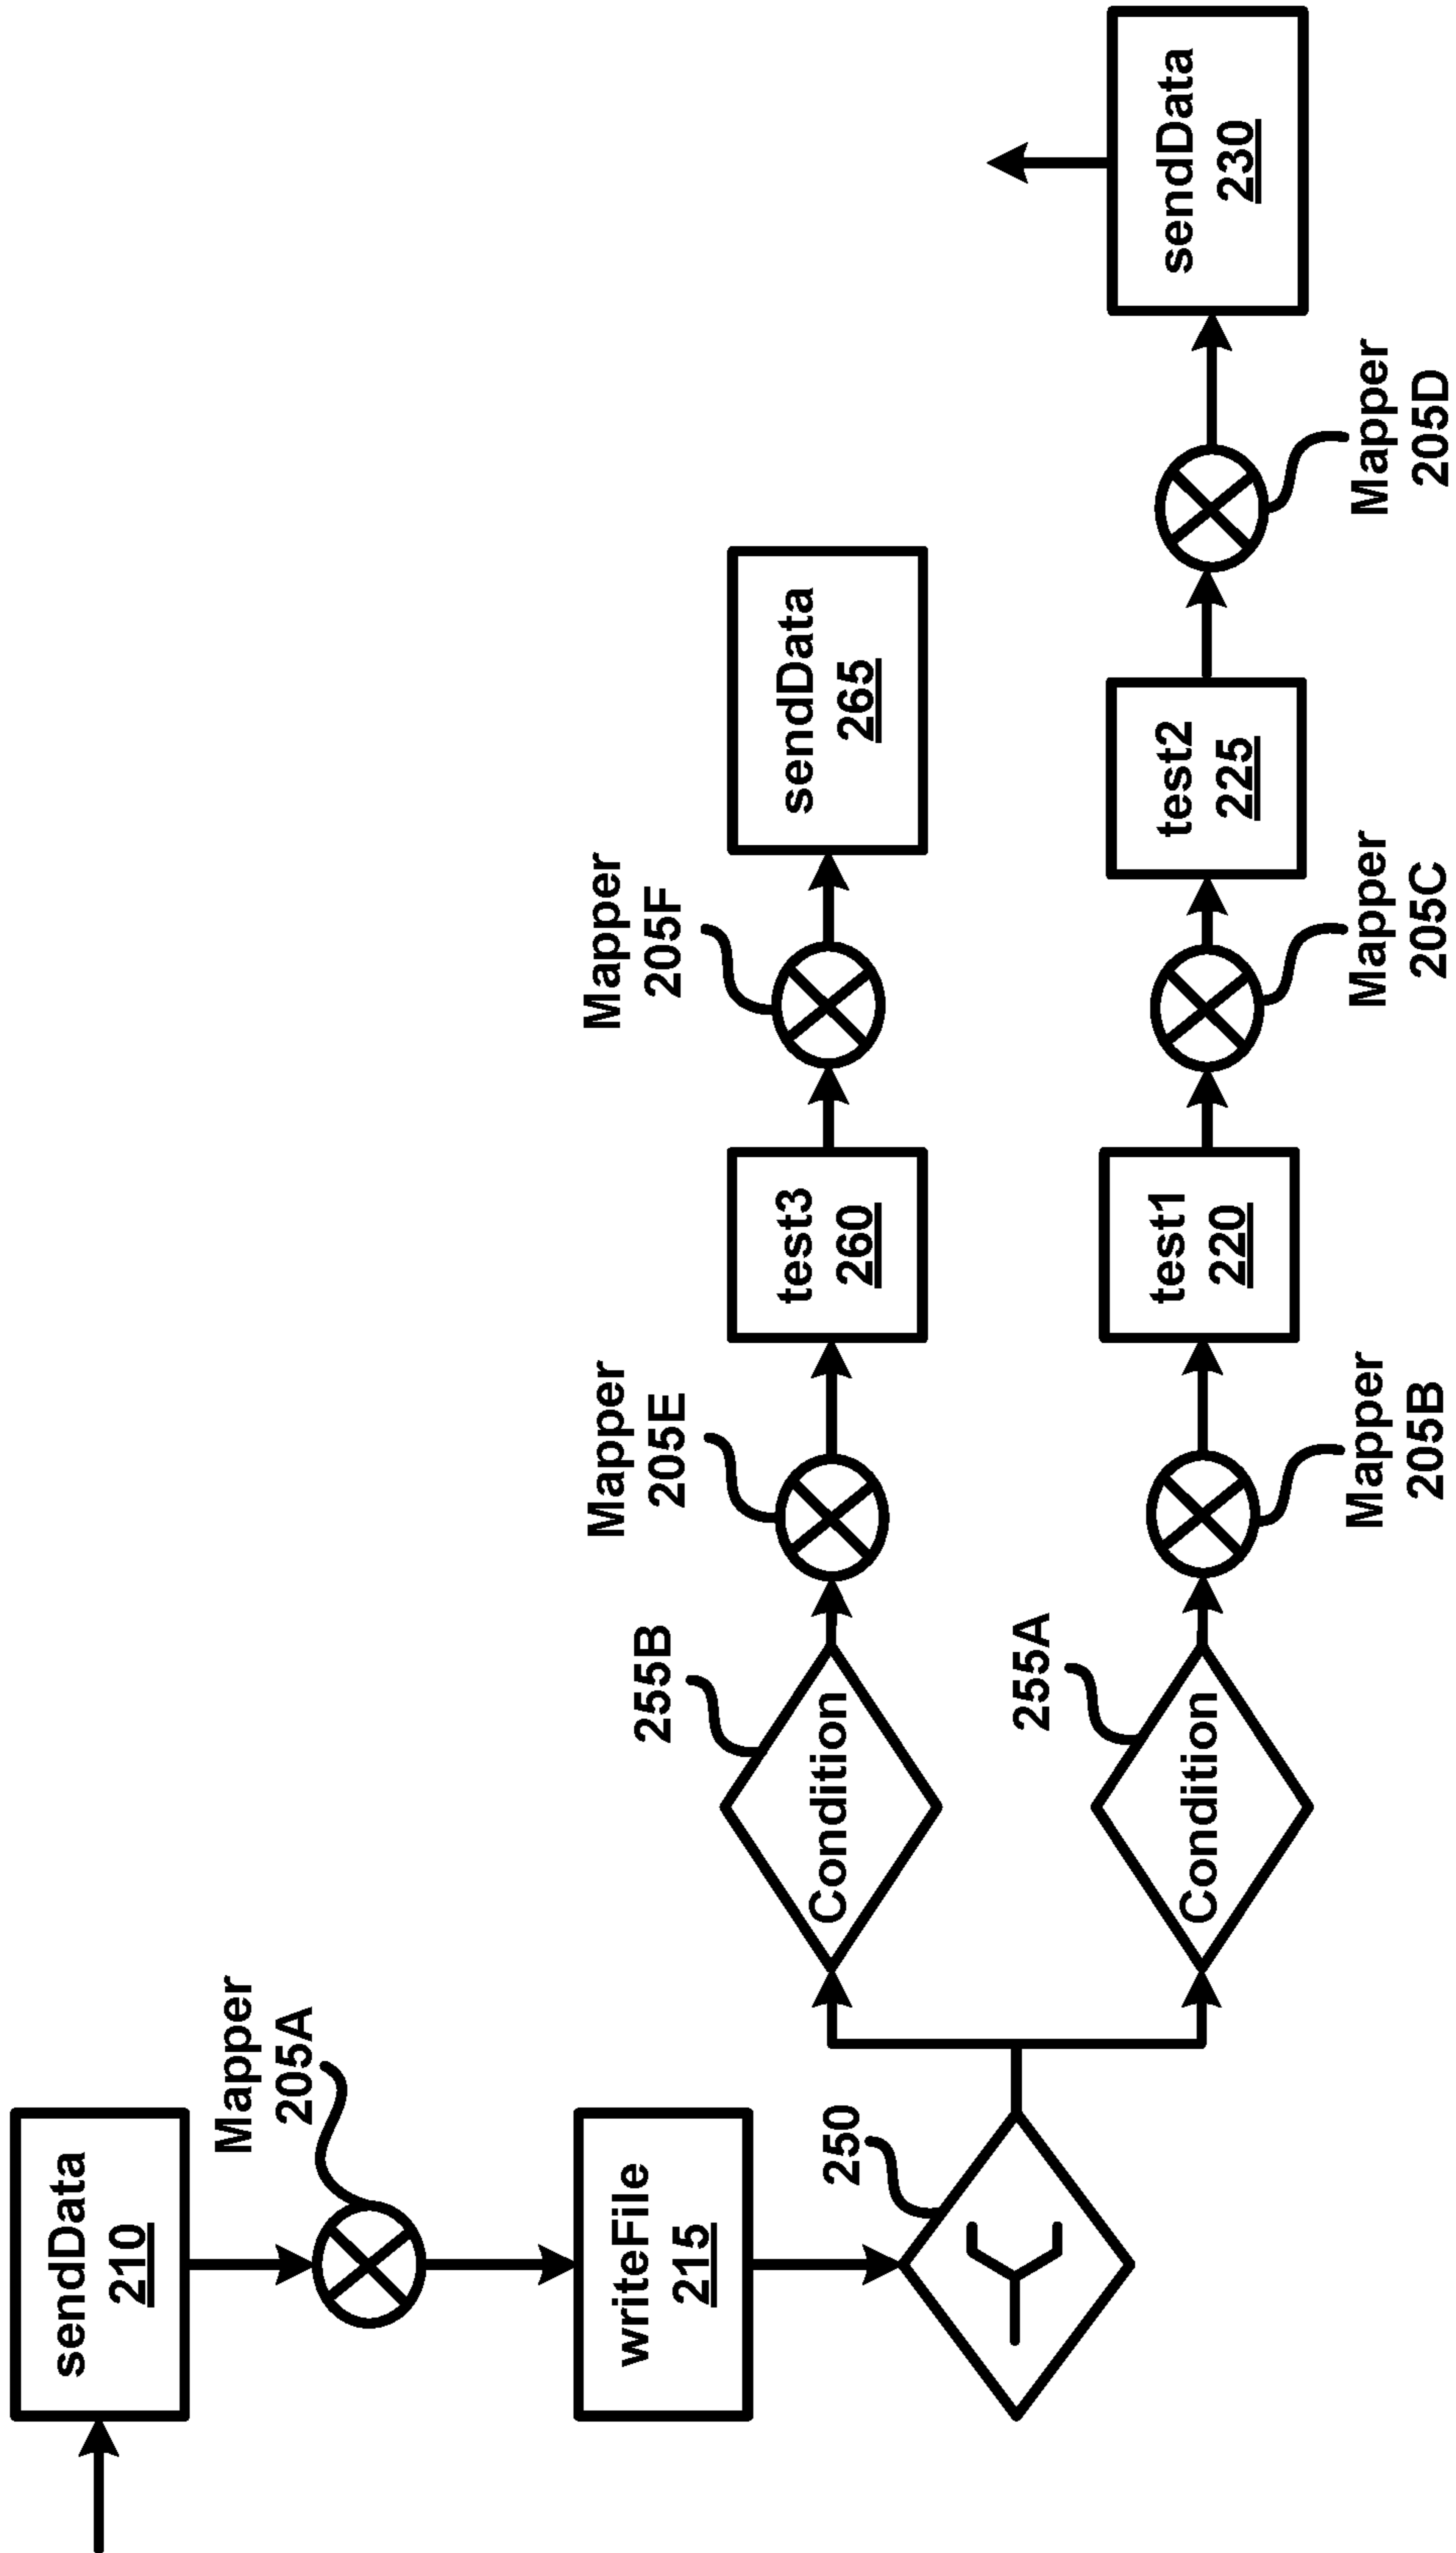 sendData
210
Mapper
205A
writeFile
215
250
255B
Condition
Mapper
205E
test3
260
Mapper
205F
sendData
265
255A
Condition
Mapper
205B
test1
220
Mapper
205C
test2
225
Mapper
205D
sendData
230